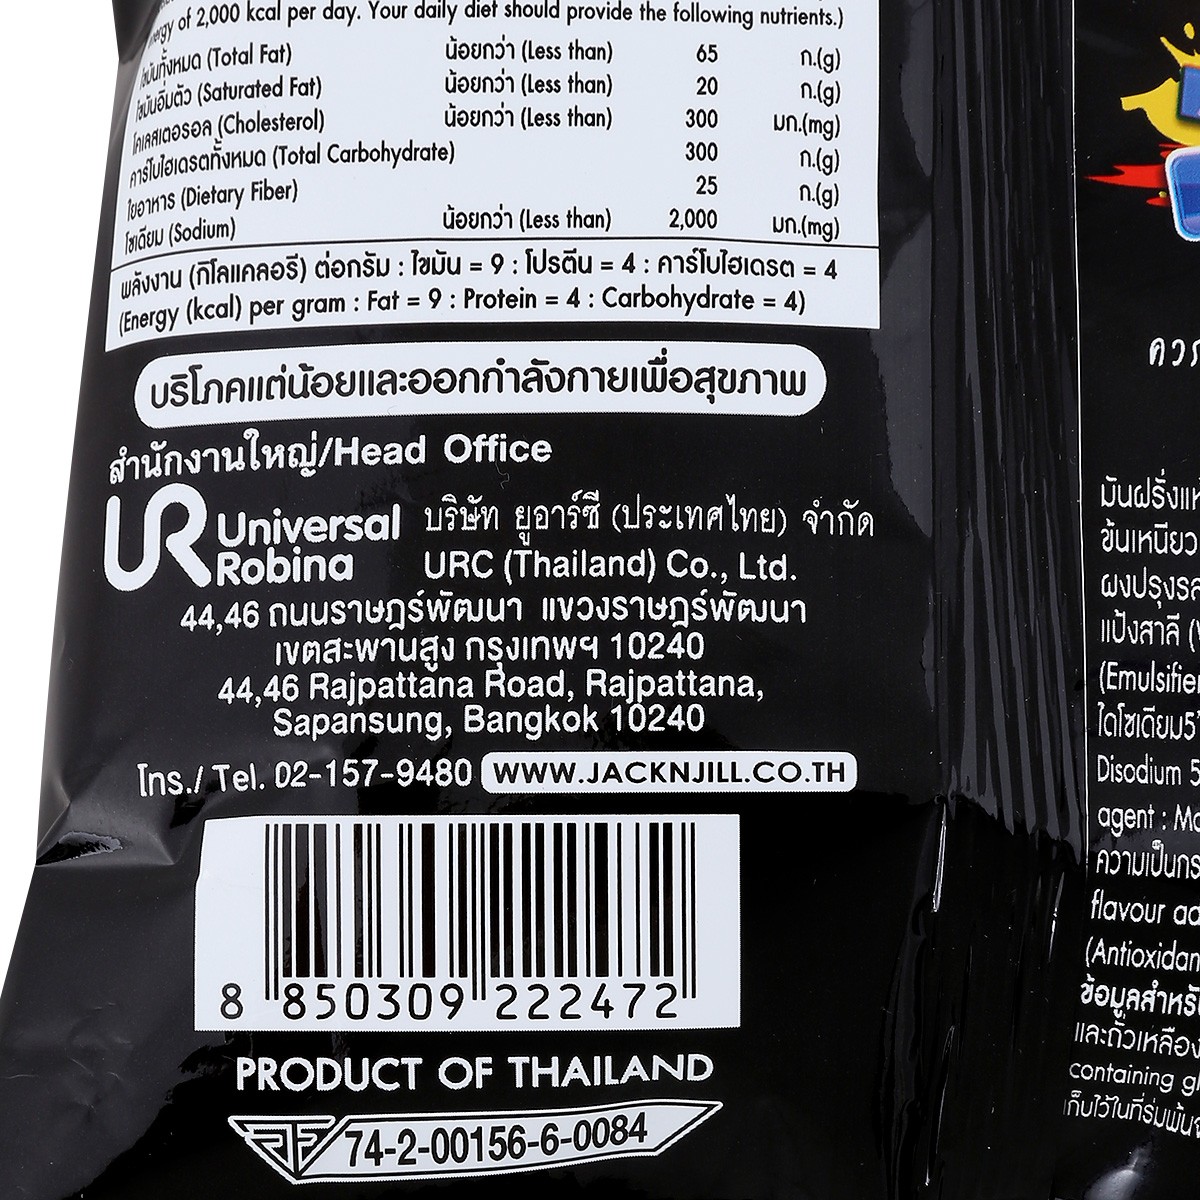 of 2,000 kcal per day. Your daily diet should provide the following nutrients.)
ไขมันทั้งหมด (Total Fat) น้อยกว่า (Less than) 65 ก.(g)
ไขมันอิ่มตัว (Saturated Fat) น้อยกว่า (Less than) 20 ก.(g)
โคเลสเตอรอล (Cholesterol) น้อยกว่า (Less than) 300 มก.(mg)
คาร์โบไฮเดรตทั้งหมด (Total Carbohydrate) 300 ก.(g)
ใยอาหาร (Dietary Fiber) 25 ก.(g)
โซเดียม (Sodium) น้อยกว่า (Less than) 2,000 มก.(mg)
พลังงาน (กิโลแคลอรี) ต่อกรัม : ไขมัน = 9 : โปรตีน = 4 : คาร์โบไฮเดรต = 4
(Energy (kcal) per gram : Fat = 9 : Protein = 4 : Carbohydrate = 4)
บริโภคแต่น้อยและออกกำลังกายเพื่อสุขภาพ
สำนักงานใหญ่/Head Office
UR Universal Robina
บริษัท ยูอาร์ซี (ประเทศไทย) จำกัด
URC (Thailand) Co., Ltd.
44,46 ถนนราษฎร์พัฒนา แขวงราษฎร์พัฒนา
เขตสะพานสูง กรุงเทพฯ 10240
44,46 Rajpattana Road, Rajpattana,
Sapansung, Bangkok 10240
โทร./ Tel. 02-157-9480 WWW.JACKNJILL.CO.TH
8 850309 222472
PRODUCT OF THAILAND
74-2-00156-6-0084
มันฝรั่งแ
ข้นเหนียว
ผงปรุงรส
แป้งสาลี
(Emulsifier
ไดโซเดียม5
Disodium 5
agent :
ความเป็นกร
flavour
(Antioxidan
ข้อมูลสำหรั
และถั่วเหลือง
containing
เก็บไว้ในที่ร่มพ้น